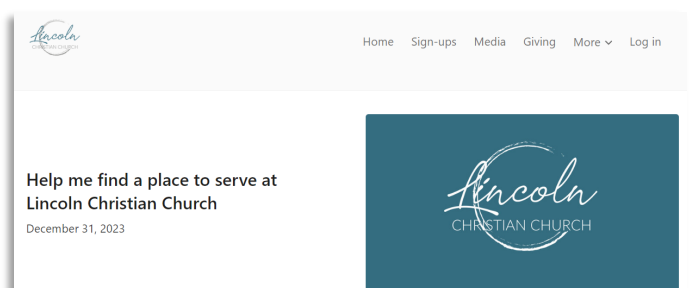 Lincoln
CHRISTIAN CHURCH
Home Sign-ups Media Giving More Log in
Help me find a place to serve at
Lincoln Christian Church
December 31, 2023
Lincoln
CHRISTIAN CHURCH